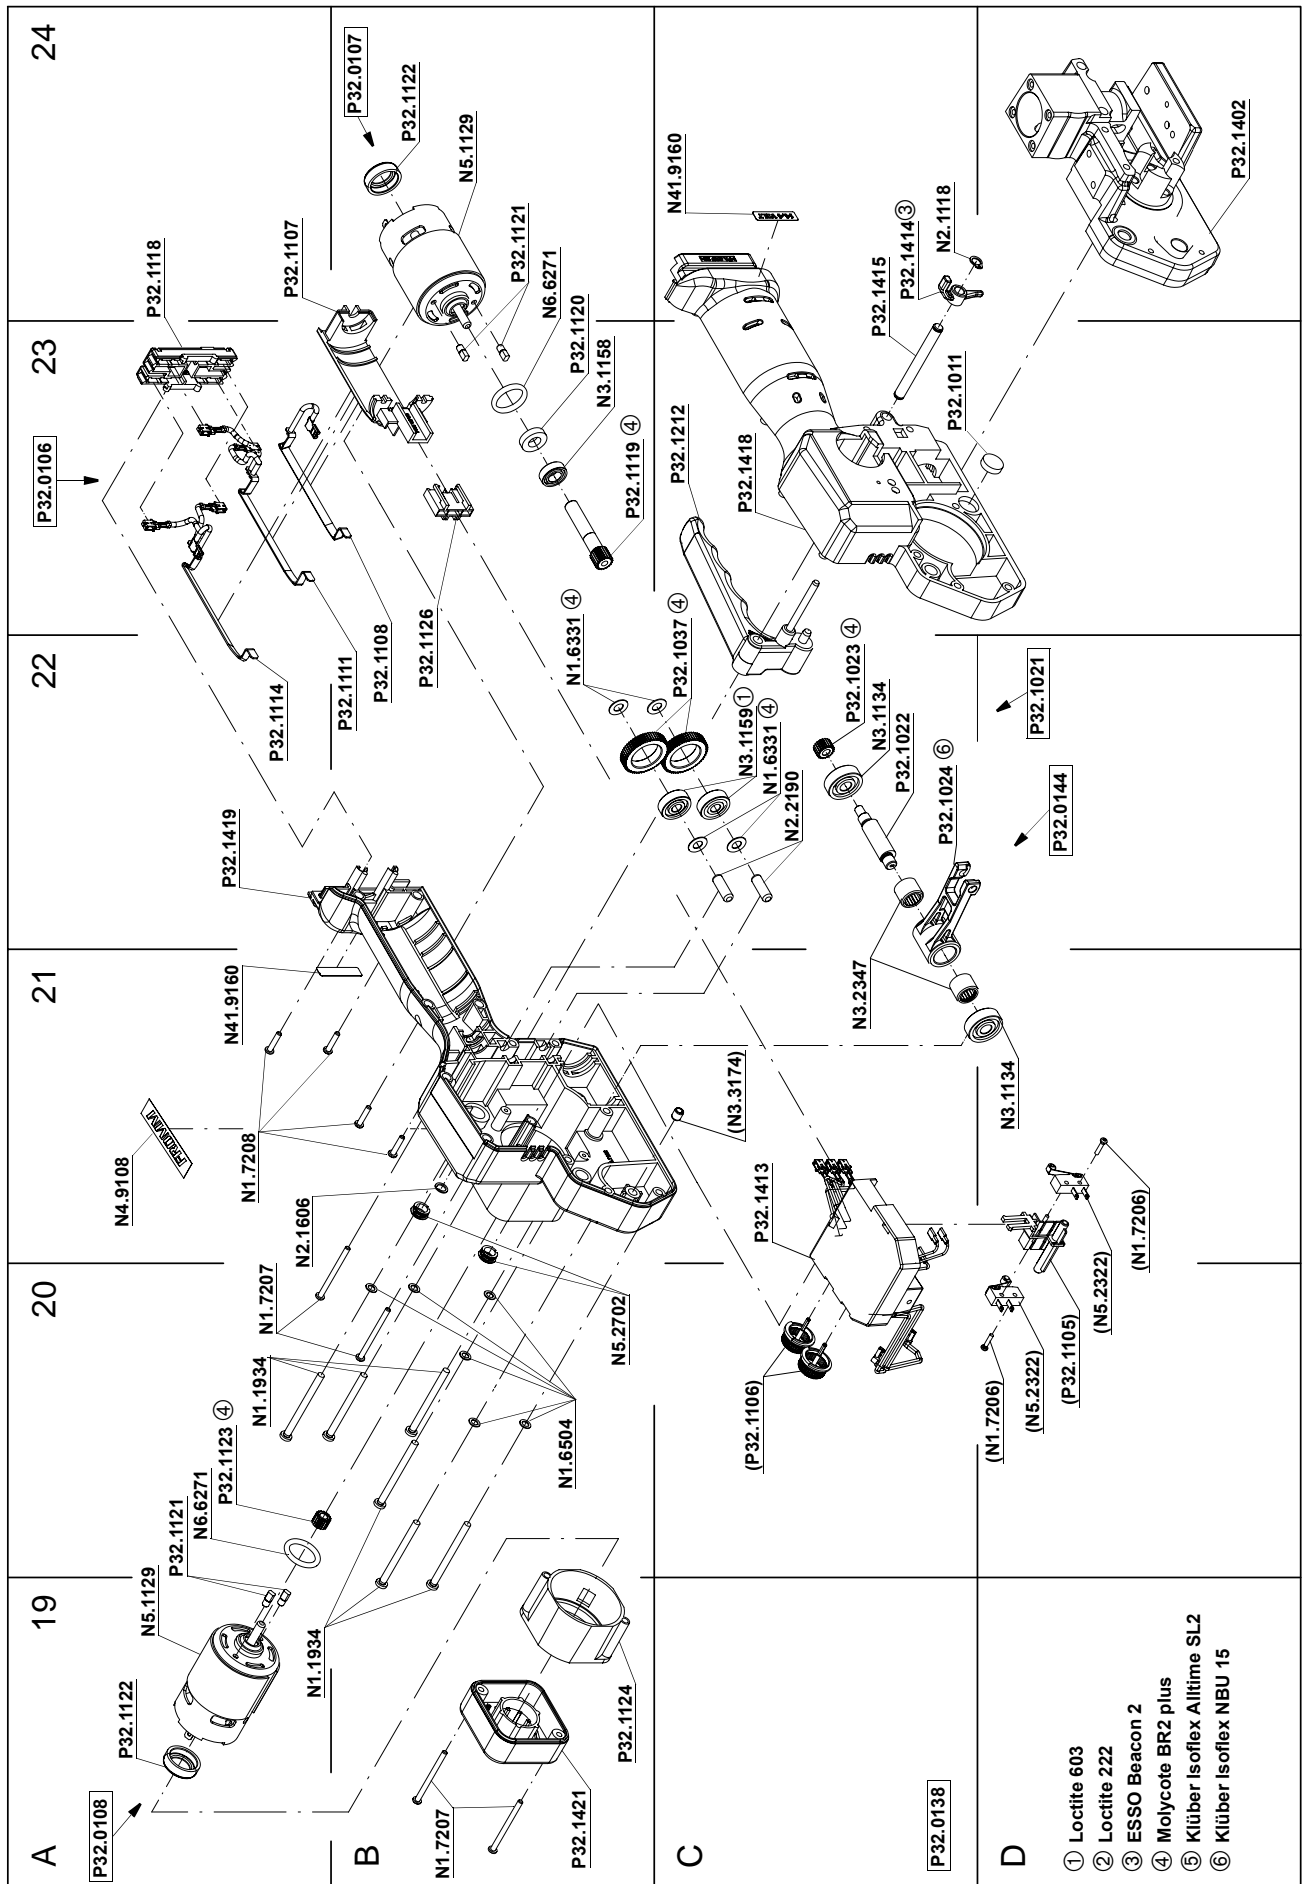 24
23
22
21
20
19
A
B
C
D
P32.0106
P32.1118
P32.1107
P32.0107
P32.1122
N5.1129
P32.1121
N6.6271
P32.1120
N3.1158
P32.1119 ④
P32.1126
P32.1108
P32.1111
P32.1114
N41.9160
14.4 VOLT
P32.1415
P32.1414 ③
N2.1118
P32.1402
P32.1011
P32.1212
P32.1418
N1.6331 ④
P32.1037 ④
N3.1159 ①
N1.6331 ④
N2.2190
P32.1023 ④
N3.1134
P32.1022
P32.1024 ⑥
P32.1021
P32.0144
N3.2347
N3.1134
P32.1419
N41.9160
N4.9108
FROMM
N1.7208
N2.1606
N1.7207
N1.1934
N5.2702
N1.6504
(N3.3174)
P32.1413
(P32.1106)
(N1.7206)
(N5.2322)
(P32.1105)
(N5.2322)
(N1.7206)
P32.1123 ④
N6.6271
P32.1121
N5.1129
P32.1122
P32.0108
N1.1934
P32.1124
P32.1421
N1.7207
P32.0138
① Loctite 603
② Loctite 222
③ ESSO Beacon 2
④ Molycote BR2 plus
⑤ Klüber Isoflex Alltime SL2
⑥ Klüber Isoflex NBU 15